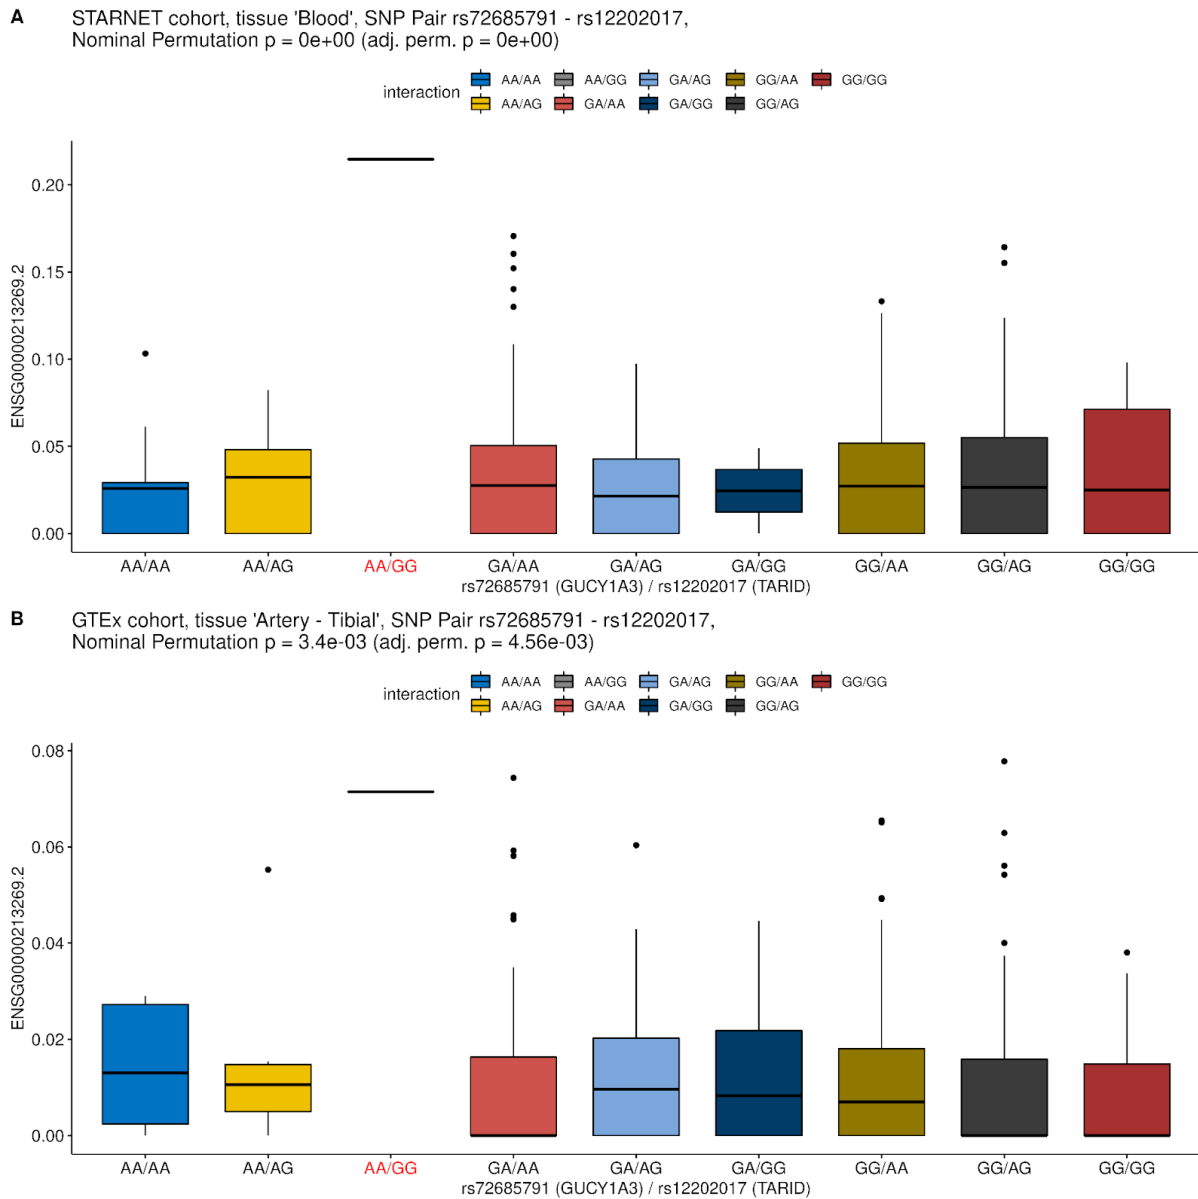 A
STARNET cohort, tissue 'Blood', SNP Pair rs72685791 - rs12202017,
Nominal Permutation p = 0e+00 (adj. perm. p = 0e+00)
interaction
AA/AA AA/GG GA/AG GG/AA GG/GG
AA/AG GA/AA GA/GG GG/AG
ENSG00000213269.2
0.20
0.15
0.10
0.05
0.00
AA/AA AA/AG AA/GG GA/AA GA/AG GA/GG GG/AA GG/AG GG/GG
rs72685791 (GUCY1A3) / rs12202017 (TARID)
B
GTEx cohort, tissue 'Artery - Tibial', SNP Pair rs72685791 - rs12202017,
Nominal Permutation p = 3.4e-03 (adj. perm. p = 4.56e-03)
interaction
AA/AA AA/GG GA/AG GG/AA GG/GG
AA/AG GA/AA GA/GG GG/AG
ENSG00000213269.2
0.08
0.06
0.04
0.02
0.00
AA/AA AA/AG AA/GG GA/AA GA/AG GA/GG GG/AA GG/AG GG/GG
rs72685791 (GUCY1A3) / rs12202017 (TARID)